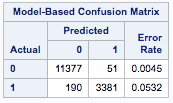 Model-Based Confusion Matrix
Predicted Error
Actual 0 1 Rate
0 11377 51 0.0045
1 190 3381 0.0532